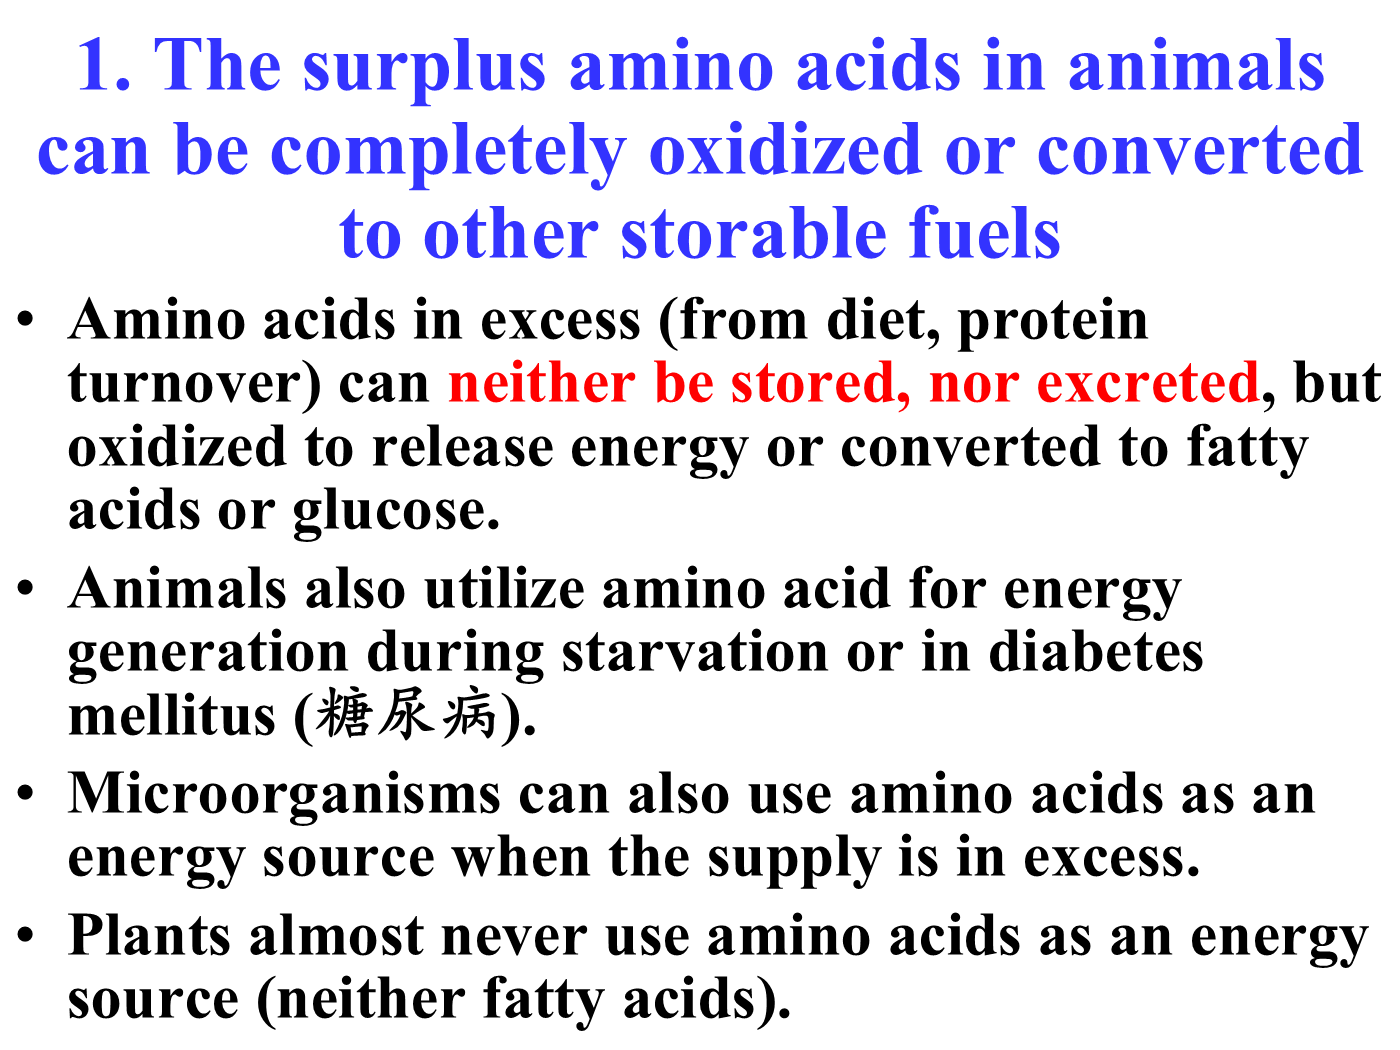 1. The surplus amino acids in animals
can be completely oxidized or converted
to other storable fuels
• Amino acids in excess (from diet, protein
turnover) can neither be stored, nor excreted, but
oxidized to release energy or converted to fatty
acids or glucose.
• Animals also utilize amino acid for energy
generation during starvation or in diabetes
mellitus (糖尿病).
• Microorganisms can also use amino acids as an
energy source when the supply is in excess.
• Plants almost never use amino acids as an energy
source (neither fatty acids).